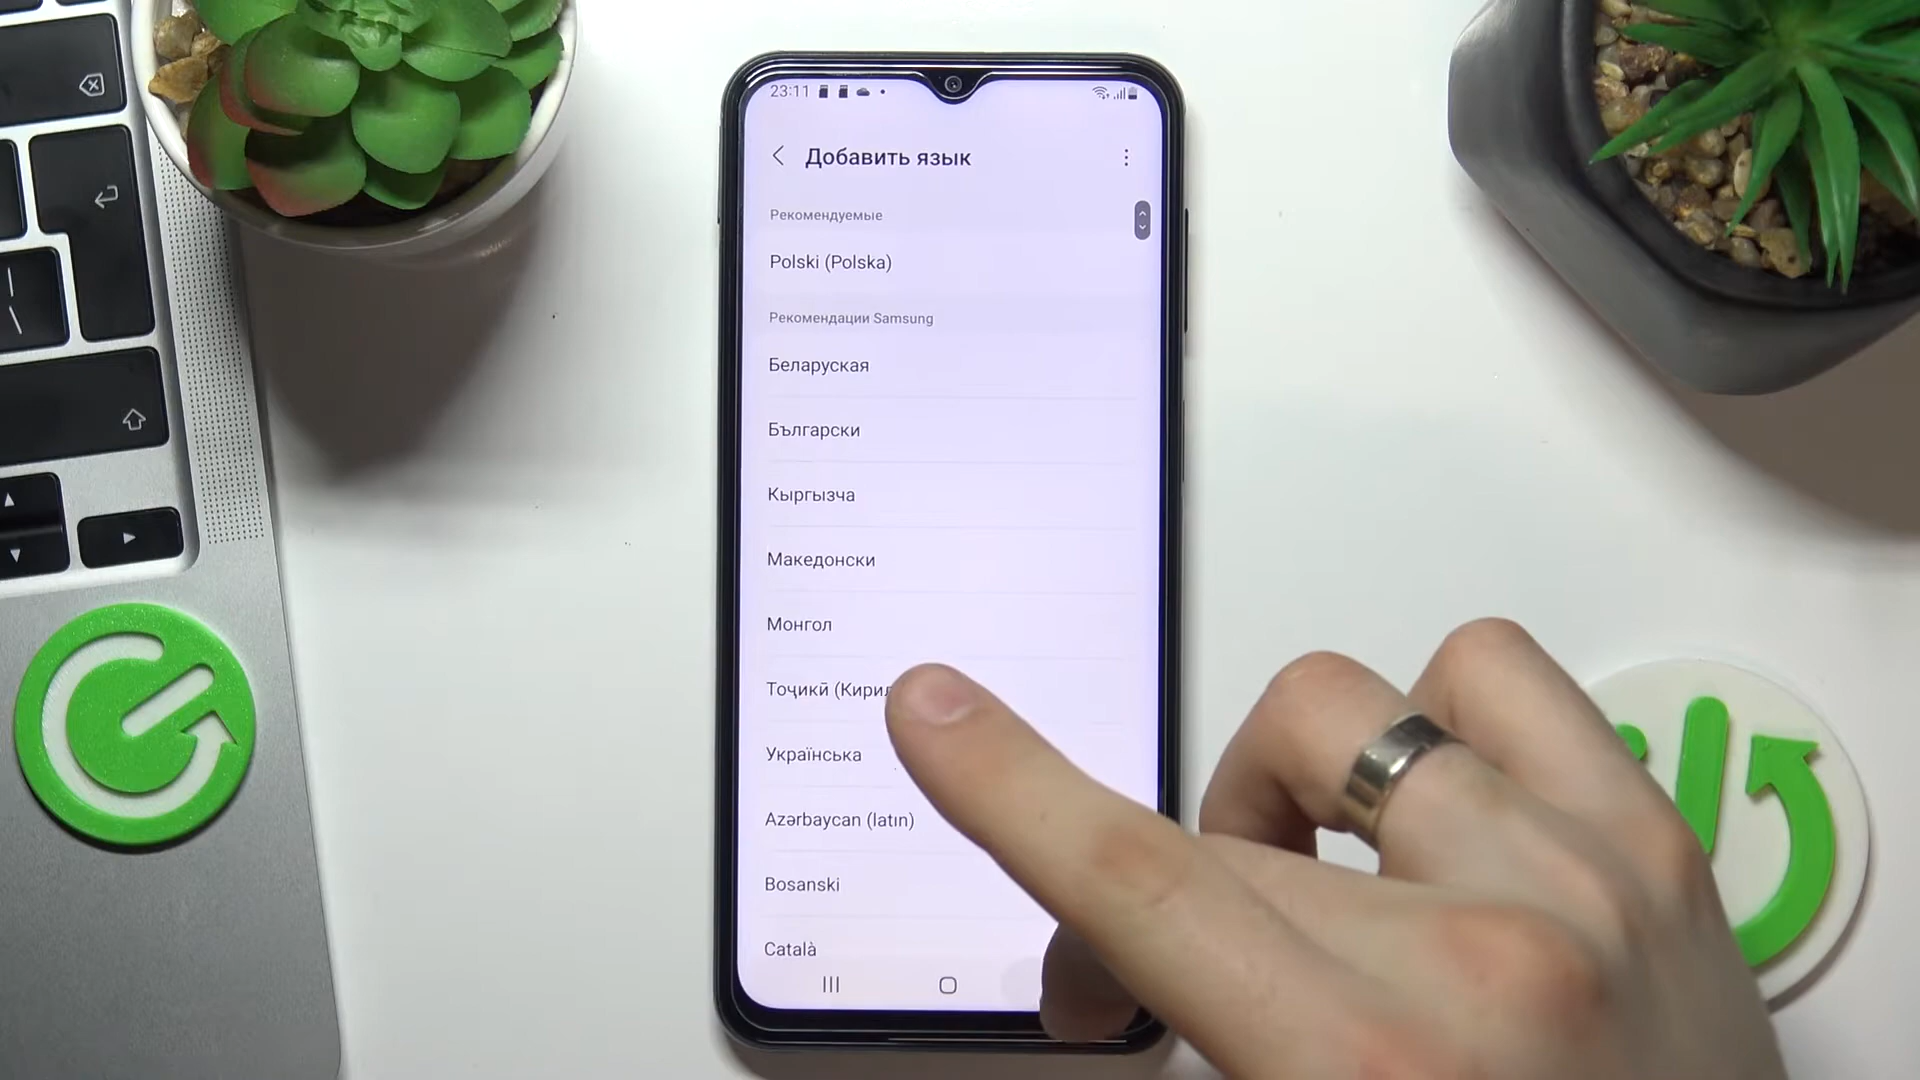 23:11
Добавить язык
Рекомендуемые
Polski (Polska)
Рекомендации Samsung
Беларуская
Български
Кыргызча
Македонски
Монгол
Тоҷикӣ
Українська
Azərbaycan (latın)
Bosanski
Català